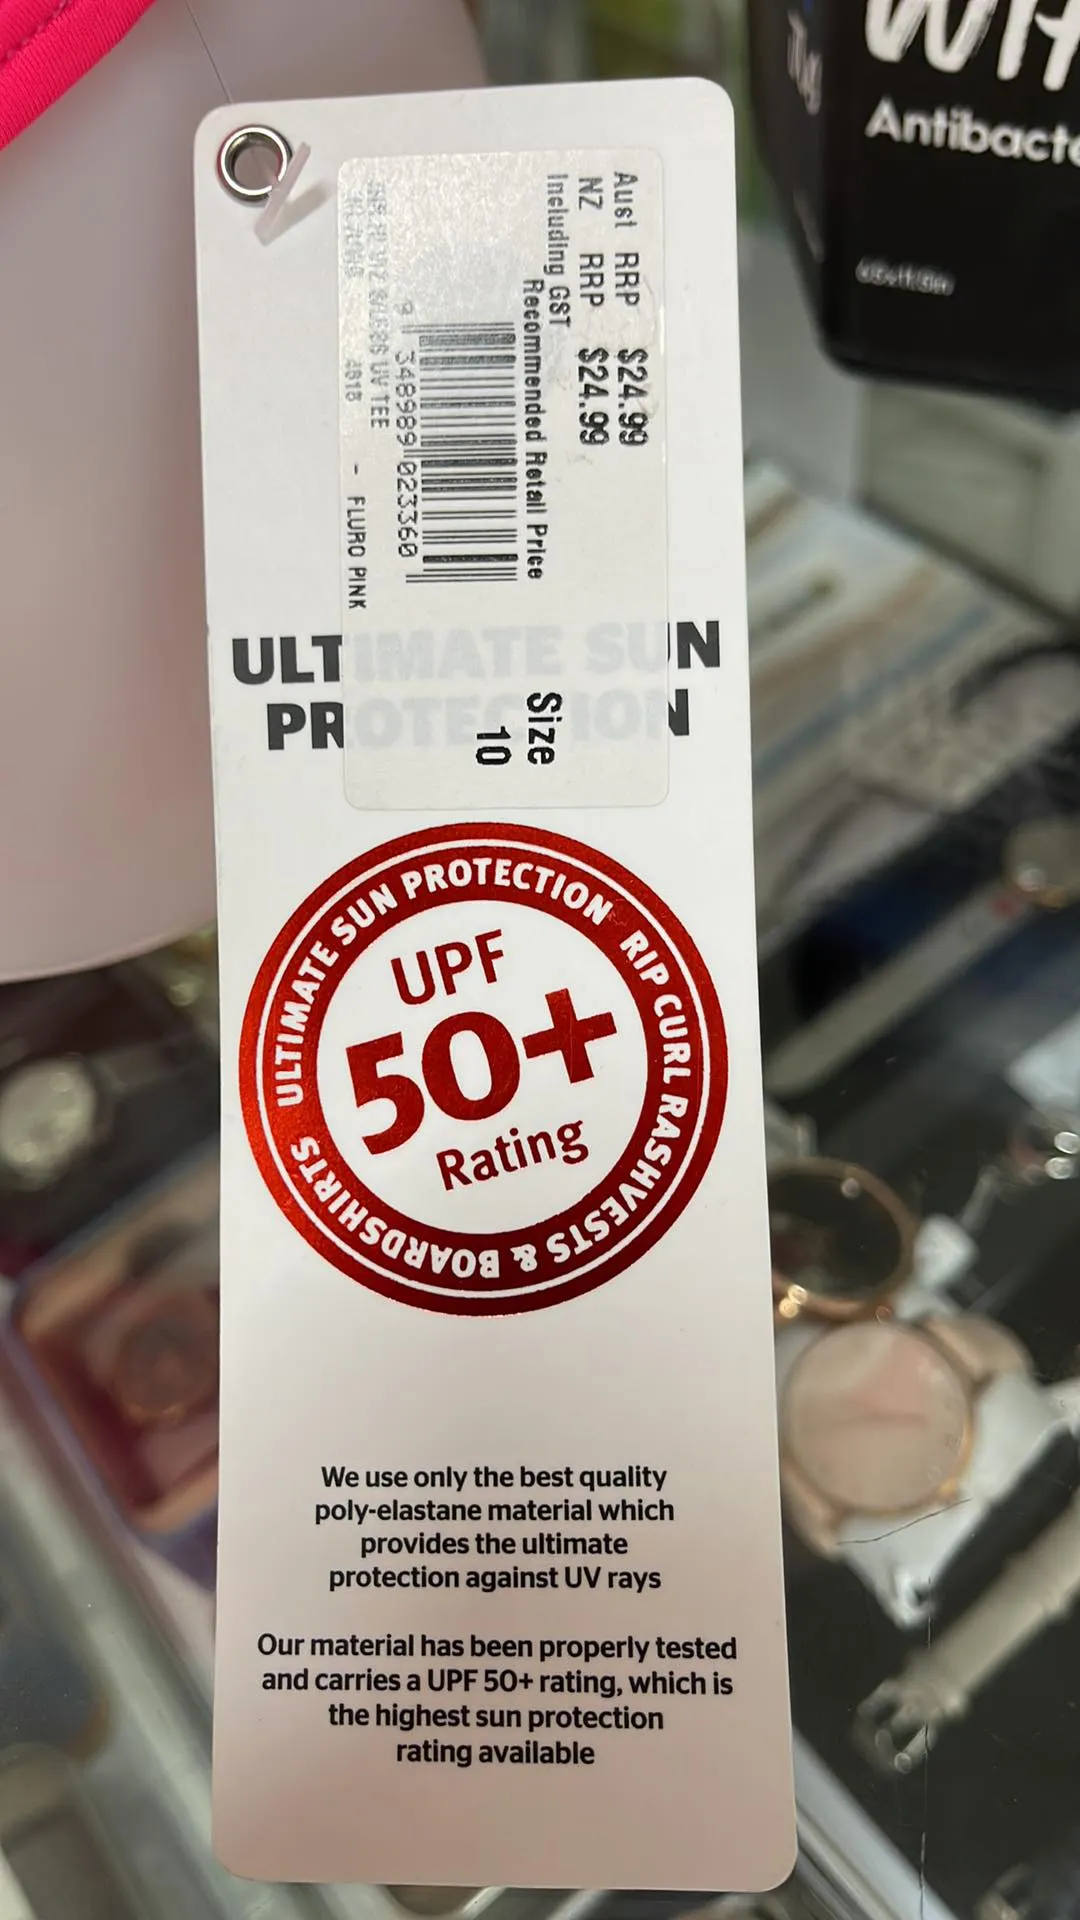 Aust RRP $24.99
NZ RRP $24.99
Including GST
Recommended Retail Price
9 348989 023360
UV TEE
4818 - FLURO PINK
Size
10
ULTIMATE SUN
PROTECTION
ULTIMATE SUN PROTECTION RIP CURL RASHVESTS & BOARDSHIRTS
UPF
50+
Rating
We use only the best quality
poly-elastane material which
provides the ultimate
protection against UV rays
Our material has been properly tested
and carries a UPF 50+ rating, which is
the highest sun protection
rating available